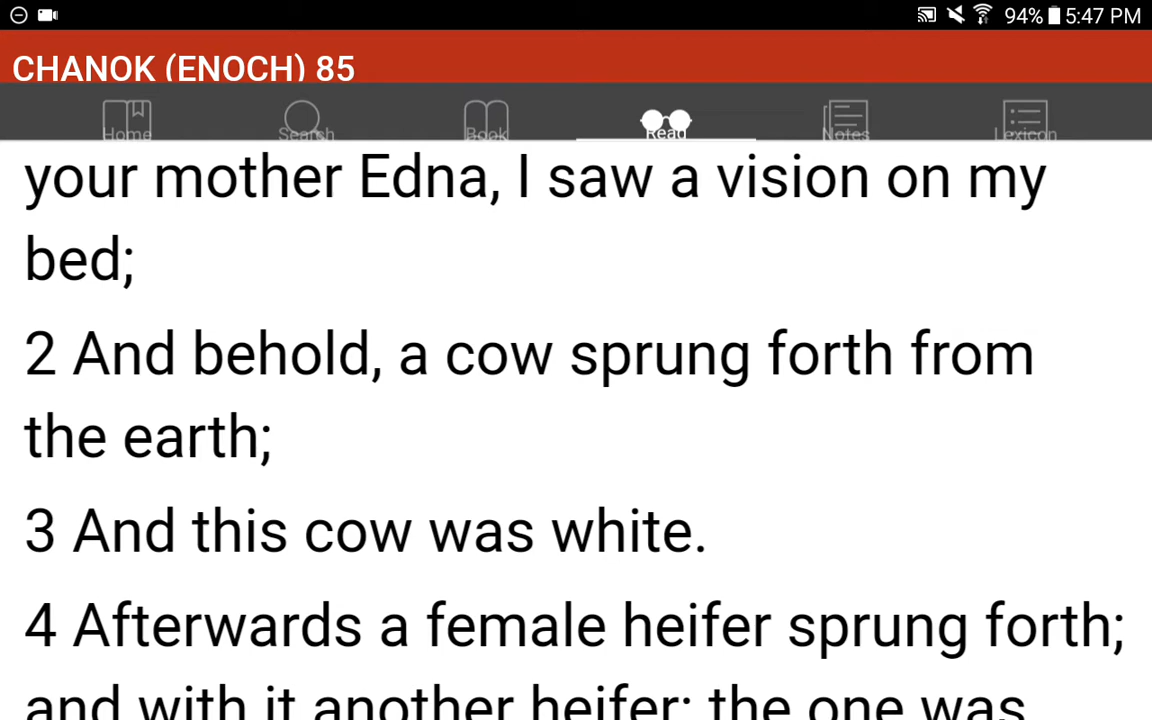 94% 5:47 PM
CHANOK (ENOCH) 85
Home Search Book Read Notes Lexicon
your mother Edna, I saw a vision on my
bed;
2 And behold, a cow sprung forth from
the earth;
3 And this cow was white.
4 Afterwards a female heifer sprung forth;
and with it another heifer: the one was